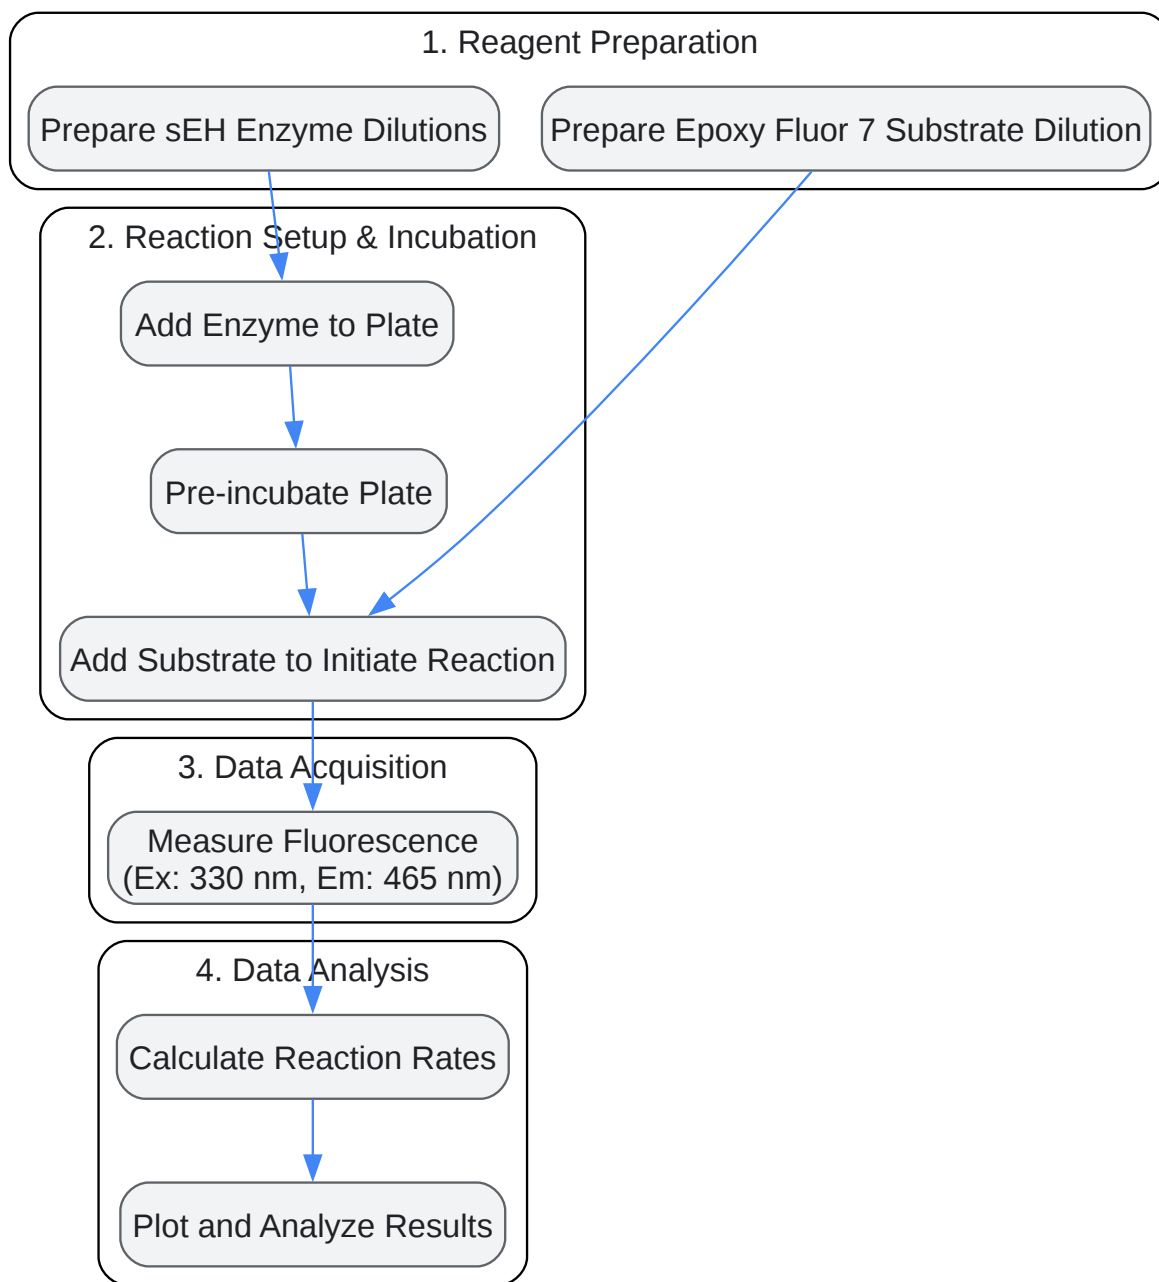 1. Reagent Preparation
Prepare sEH Enzyme Dilutions
Prepare Epoxy Fluor 7 Substrate Dilution
2. Reaction Setup & Incubation
Add Enzyme to Plate
Pre-incubate Plate
Add Substrate to Initiate Reaction
3. Data Acquisition
Measure Fluorescence
(Ex: 330 nm, Em: 465 nm)
4. Data Analysis
Calculate Reaction Rates
Plot and Analyze Results